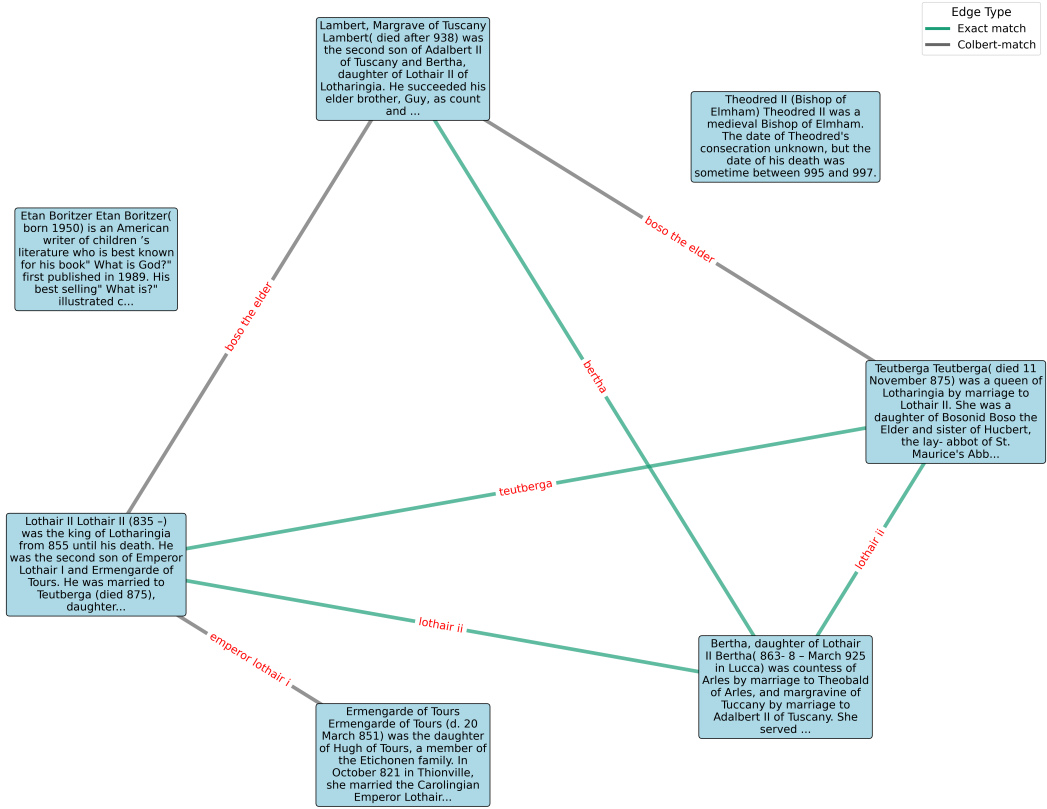 Edge Type
Exact match
Colbert-match
Lambert, Margrave of Tuscany
Lambert( died after 938) was
the second son of Adalbert II
of Tuscany and Bertha,
daughter of Lothair II of
Lotharingia. He succeeded his
elder brother, Guy, as count
and ...
Theodred II (Bishop of
Elmham) Theodred II was a
medieval Bishop of Elmham.
The date of Theodred's
consecration unknown, but the
date of his death was
sometime between 995 and 997.
Etan Boritzer Etan Boritzer(
born 1950) is an American
writer of children ’s
literature who is best known
for his book" What is God?"
first published in 1989. His
best selling" What is?"
illustrated c...
boso the elder
boso the elder
bertha
Teutberga Teutberga( died 11
November 875) was a queen of
Lotharingia by marriage to
Lothair II. She was a
daughter of Bosonid Boso the
Elder and sister of Hucbert,
the lay- abbot of St.
Maurice's Abb...
teutberga
lothair ii
Lothair II Lothair II (835 –)
was the king of Lotharingia
from 855 until his death. He
was the second son of Emperor
Lothair I and Ermengarde of
Tours. He was married to
Teutberga (died 875),
daughter...
lothair ii
emperor lothair i
Bertha, daughter of Lothair
II Bertha( 863- 8 – March 925
in Lucca) was countess of
Arles by marriage to Theobald
of Arles, and margravine of
Tuccany by marriage to
Adalbert II of Tuscany. She
served ...
Ermengarde of Tours
Ermengarde of Tours (d. 20
March 851) was the daughter
of Hugh of Tours, a member of
the Etichonen family. In
October 821 in Thionville,
she married the Carolingian
Emperor Lothair...